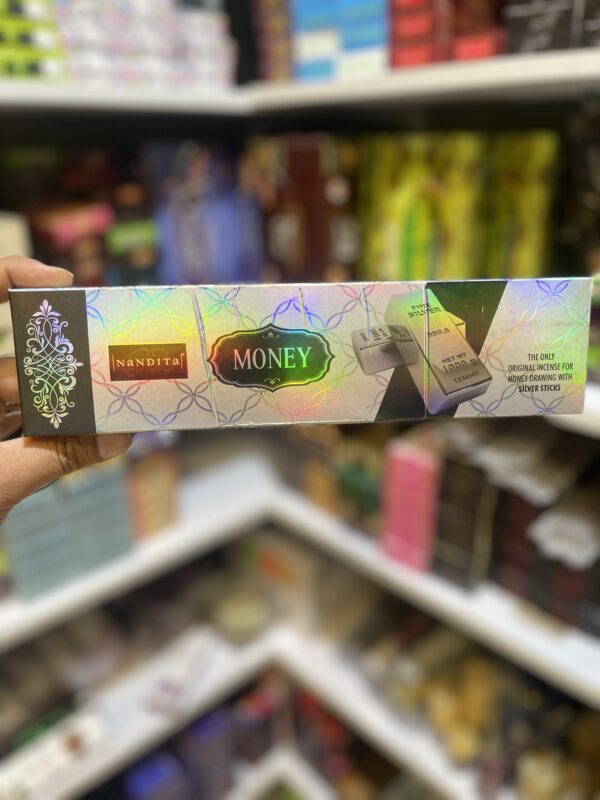 NANDITA
MONEY
FINE
SILVER
999.9
NET WT
1000 g
1234567
THE ONLY
ORIGINAL INCENSE FOR
MONEY DRAWING WITH
SILVER STICKS